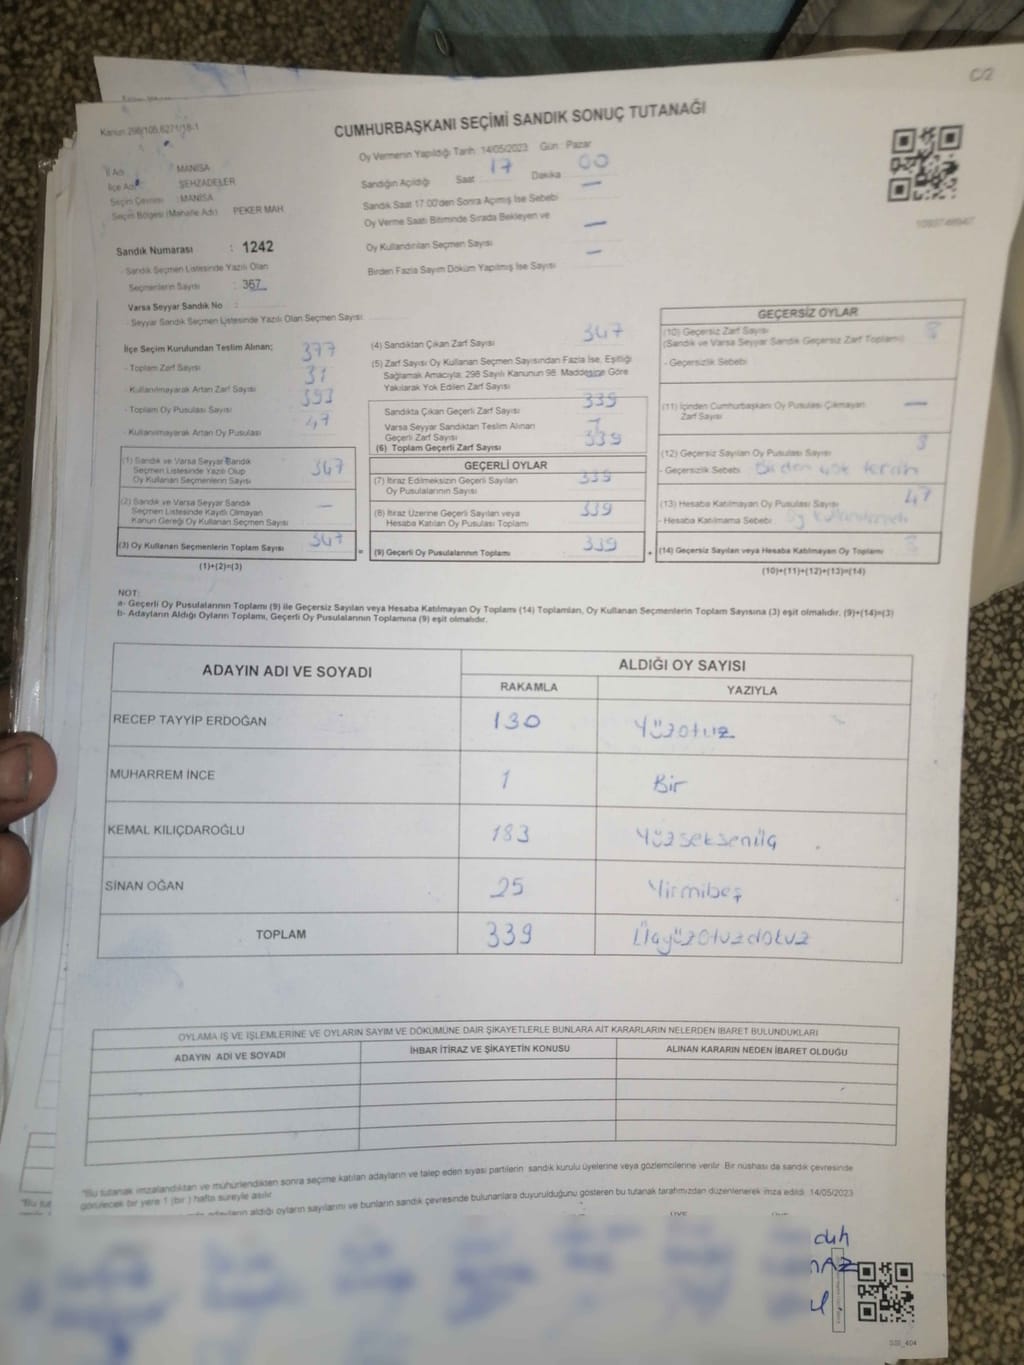 C/2
Kanun 298/105,6271/18-1
CUMHURBAŞKANI SEÇİMİ SANDIK SONUÇ TUTANAĞI
Oy Vermenin Yapıldığı Tarih: 14/05/2023 Gün: Pazar
Sandığın Açıldığı Saat 17 Dakika 00
Sandık Saat 17.00'den Sonra Açımış İse Sebebi —
Oy Verme Saati Bitiminde Sırada Bekleyen ve
Oy Kullandırılan Seçmen Sayısı —
Birden Fazla Sayım Döküm Yapılmış İse Sayısı —
İl Adı : MANİSA
İlçe Adı : ŞEHZADELER
Seçim Çevresi : MANİSA
Seçim Bölgesi (Mahalle Adı) PEKER MAH
Sandık Numarası : 1242
- Sandık Seçmen Listesinde Yazılı Olan
Seçmenlerin Sayısı : 367
Varsa Seyyar Sandık No :
- Seyyar Sandık Seçmen Listesinde Yazılı Olan Seçmen Sayısı:
İlçe Seçim Kurulundan Teslim Alınan;
- Toplam Zarf Sayısı 377
- Kullanılmayarak Artan Zarf Sayısı 31
- Toplam Oy Pusulası Sayısı 393
- Kullanılmayarak Artan Oy Pusulası 47
(1) Sandık ve Varsa Seyyar Sandık
Seçmen Listesinde Yazılı Olup
Oy Kullanan Seçmenlerin Sayısı 347
(2) Sandık ve Varsa Seyyar Sandık
Seçmen Listesinde Kayıtlı Olmayan
Kanun Gereği Oy Kullanan Seçmen Sayısı —
(3) Oy Kullanan Seçmenlerin Toplam Sayısı 347
(1)+(2)=(3)
(4) Sandıktan Çıkan Zarf Sayısı 347
(5) Zarf Sayısı Oy Kullanan Seçmen Sayısından Fazla İse, Eşitliği
Sağlamak Amacıyla; 298 Sayılı Kanunun 98. Maddesine Göre
Yakılarak Yok Edilen Zarf Sayısı
Sandıkta Çıkan Geçerli Zarf Sayısı 339
Varsa Seyyar Sandıktan Teslim Alınan
Geçerli Zarf Sayısı
(6) Toplam Geçerli Zarf Sayısı 339
GEÇERLİ OYLAR
(7) İtiraz Edilmeksizin Geçerli Sayılan
Oy Pusulalarının Sayısı 339
(8) İtiraz Üzerine Geçerli Sayılan veya
Hesaba Katılan Oy Pusulası Toplamı 339
= (9) Geçerli Oy Pusulalarının Toplamı 339
GEÇERSİZ OYLAR
(10) Geçersiz Zarf Sayısı
(Sandık ve Varsa Seyyar Sandık Geçersiz Zarf Toplamı) 8
- Geçersizlik Sebebi:
(11) İçinden Cumhurbaşkanı Oy Pusulası Çıkmayan
Zarf Sayısı —
(12) Geçersiz Sayılan Oy Pusulası Sayısı 8
- Geçersizlik Sebebi Birden çok tercih
(13) Hesaba Katılmayan Oy Pusulası Sayısı 47
- Hesaba Katılmama Sebebi:
+ (14) Geçersiz Sayılan veya Hesaba Katılmayan Oy Toplamı
(10)+(11)+(12)+(13)=(14)
NOT:
a- Geçerli Oy Pusulalarının Toplamı (9) ile Geçersiz Sayılan veya Hesaba Katılmayan Oy Toplamı (14) Toplamları, Oy Kullanan Seçmenlerin Toplam Sayısına (3) eşit olmalıdır. (9)+(14)=(3)
b- Adayların Aldığı Oyların Toplamı, Geçerli Oy Pusulalarının Toplamına (9) eşit olmalıdır.
ADAYIN ADI VE SOYADI ALDIĞI OY SAYISI
RAKAMLA YAZIYLA
RECEP TAYYİP ERDOĞAN 130 Yüzotuz
MUHARREM İNCE 1 Bir
KEMAL KILIÇDAROĞLU 183 Yüzseksenüç
SİNAN OĞAN 25 Yirmibeş
TOPLAM 339 Üçyüzotuzdokuz
OYLAMA İŞ VE İŞLEMLERİNE VE OYLARIN SAYIM VE DÖKÜMÜNE DAİR ŞİKAYETLERLE BUNLARA AİT KARARLARIN NELERDEN İBARET BULUNDUKLARI
ADAYIN ADI VE SOYADI İHBAR İTİRAZ VE ŞİKAYETİN KONUSU ALINAN KARARIN NEDEN İBARET OLDUĞU
"Bu tutanak imzalandıktan ve mühürlendikten sonra seçime katılan adayların ve talep eden siyasi partilerin sandık kurulu üyelerine veya gözlemcilerine verilir. Bir nüshası da sandık çevresinde
görülecek bir yere 1 (bir) hafta süreyle asılır.
adayların aldığı oyların sayılarını ve bunların sandık çevresinde bulunanlara duyurulduğunu gösteren bu tutanak tarafımızdan düzenlenerek imza edildi. 14/05/2023